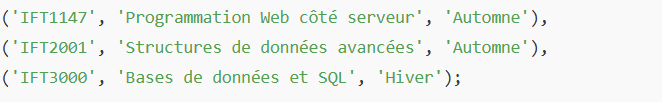 ('IFT1147', 'Programmation Web côté serveur', 'Automne'),
('IFT2001', 'Structures de données avancées', 'Automne'),
('IFT3000', 'Bases de données et SQL', 'Hiver');